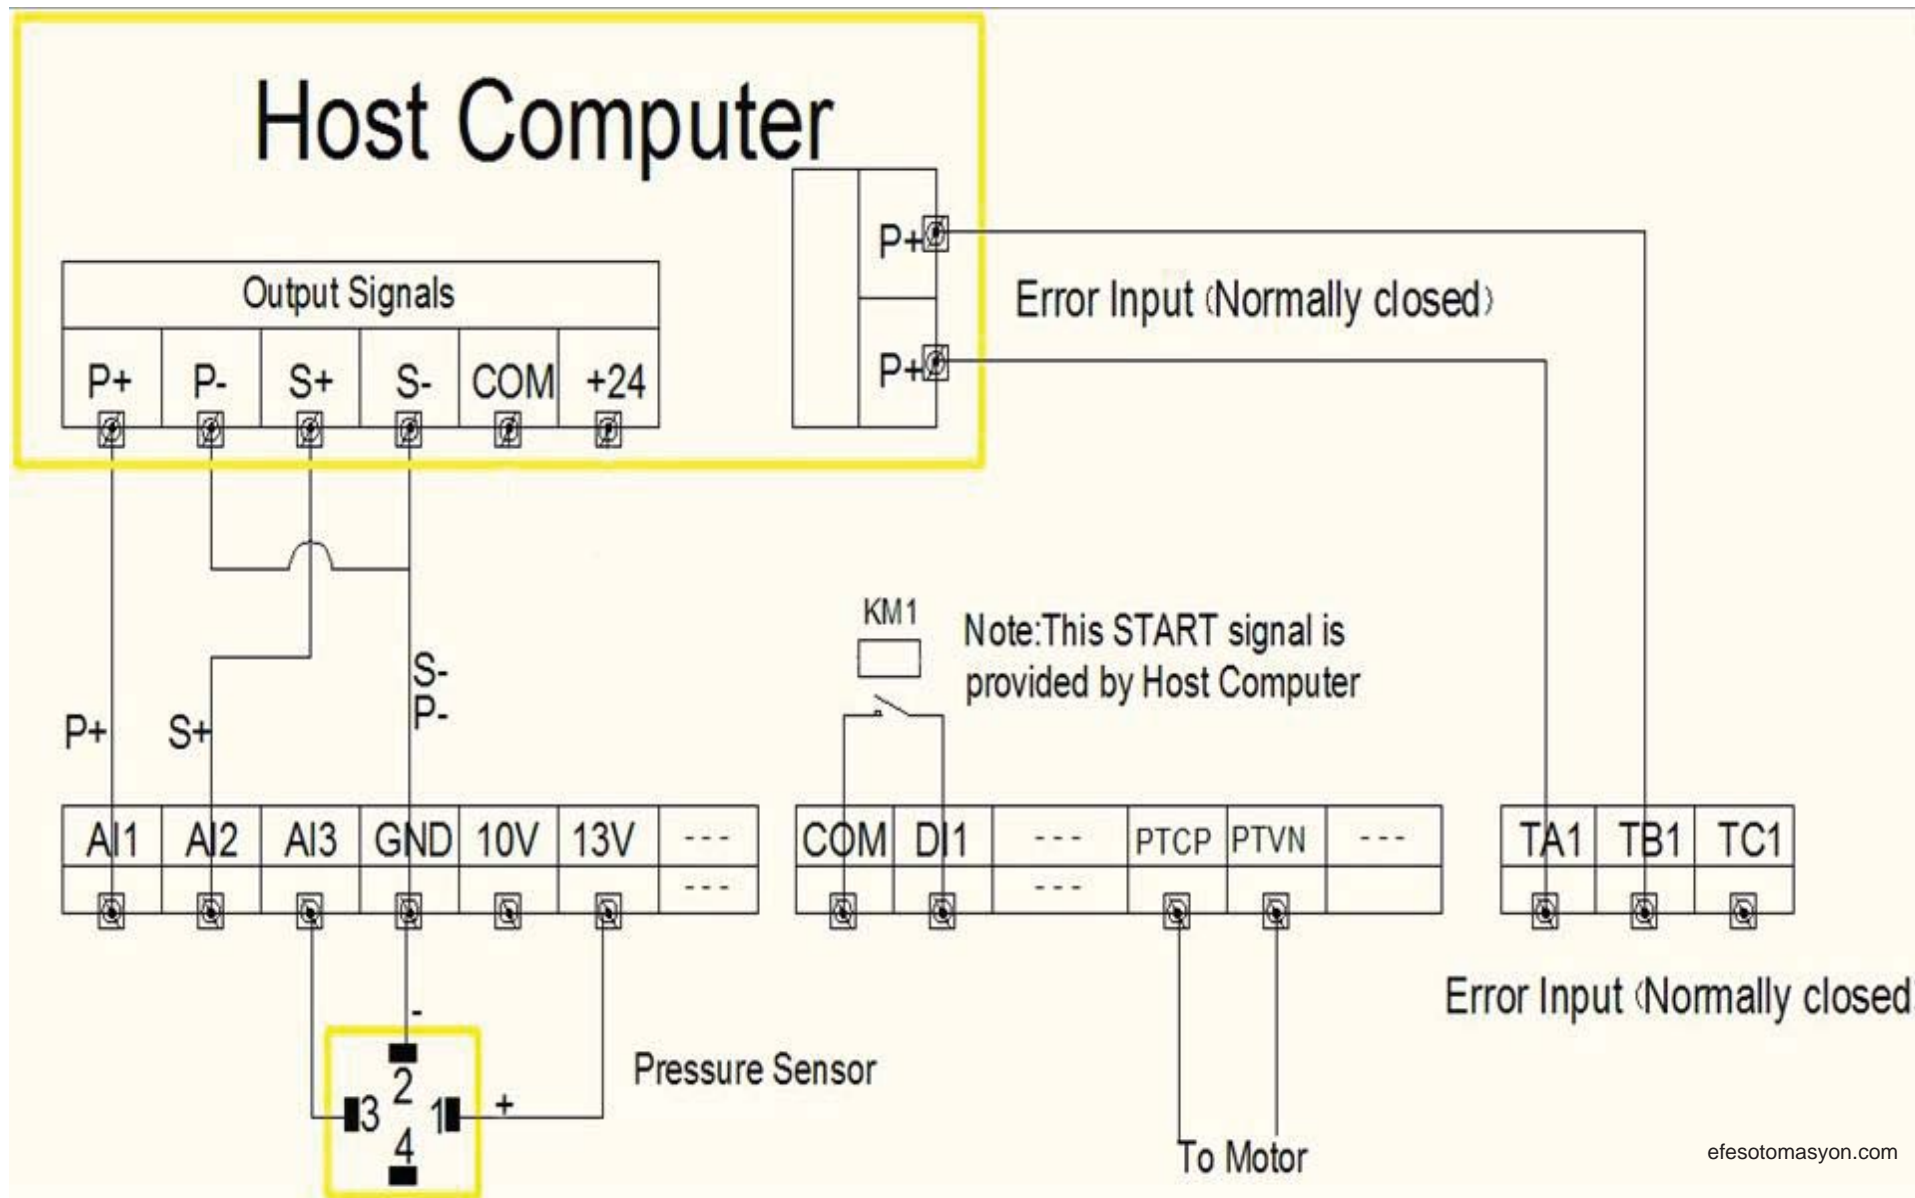 Host Computer
P+
Error Input (Normally closed)
P+
Output Signals
P+ P- S+ S- COM +24
KM1
Note:This START signal is
provided by Host Computer
S-
P-
P+ S+
AI1 AI2 AI3 GND 10V 13V ---
---
COM DI1 --- PTCP PTVN ---
---
TA1 TB1 TC1
Error Input (Normally closed
-
Pressure Sensor
2
3 1 +
4
To Motor
efesotomasyon.com